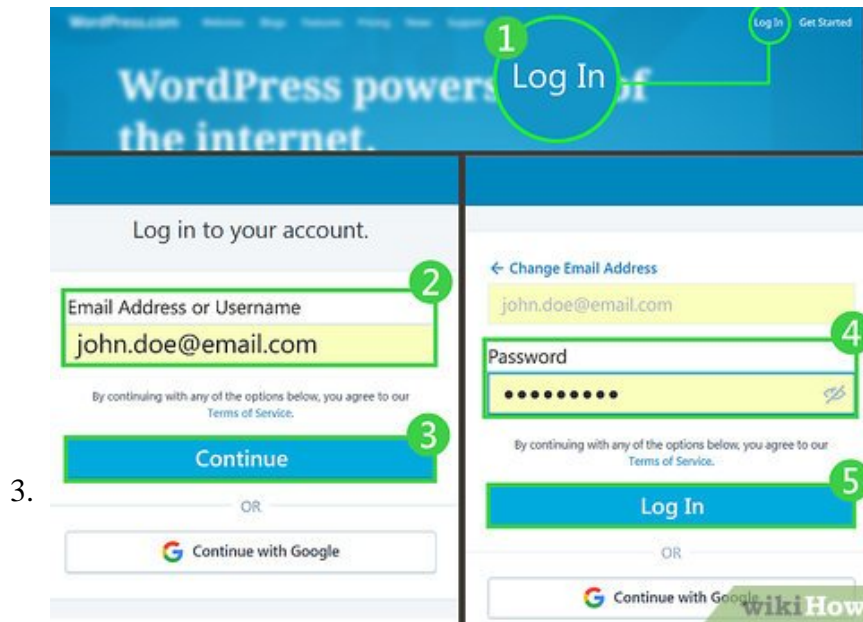 WordPress.com
Log In
Get Started
1
Log In
WordPress powers of
the internet.
Log in to your account.
2
Email Address or Username
john.doe@email.com
By continuing with any of the options below, you agree to our
Terms of Service.
3
Continue
OR
Continue with Google
← Change Email Address
john.doe@email.com
4
Password
•••••••••
By continuing with any of the options below, you agree to our
Terms of Service.
5
Log In
OR
Continue with Google
wikiHow
3.